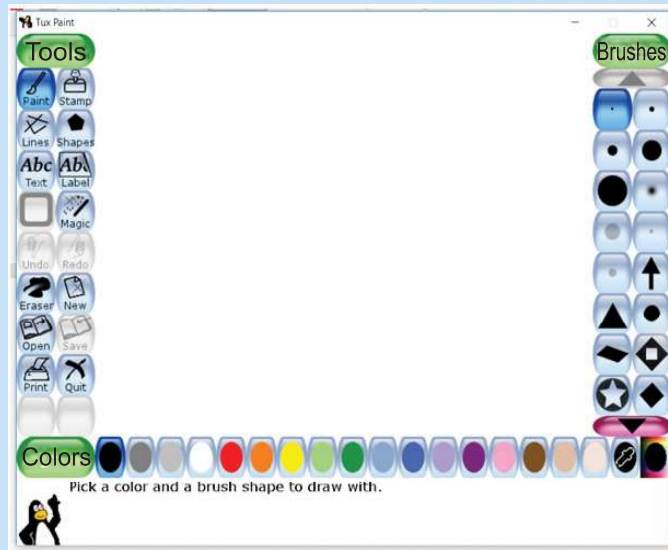 Tux Paint
Tools
Brushes
Paint Stamp
Lines Shapes
Abc Abc
Text Label
Magic
Undo Redo
Eraser New
Open Save
Print Quit
Colors
Pick a color and a brush shape to draw with.